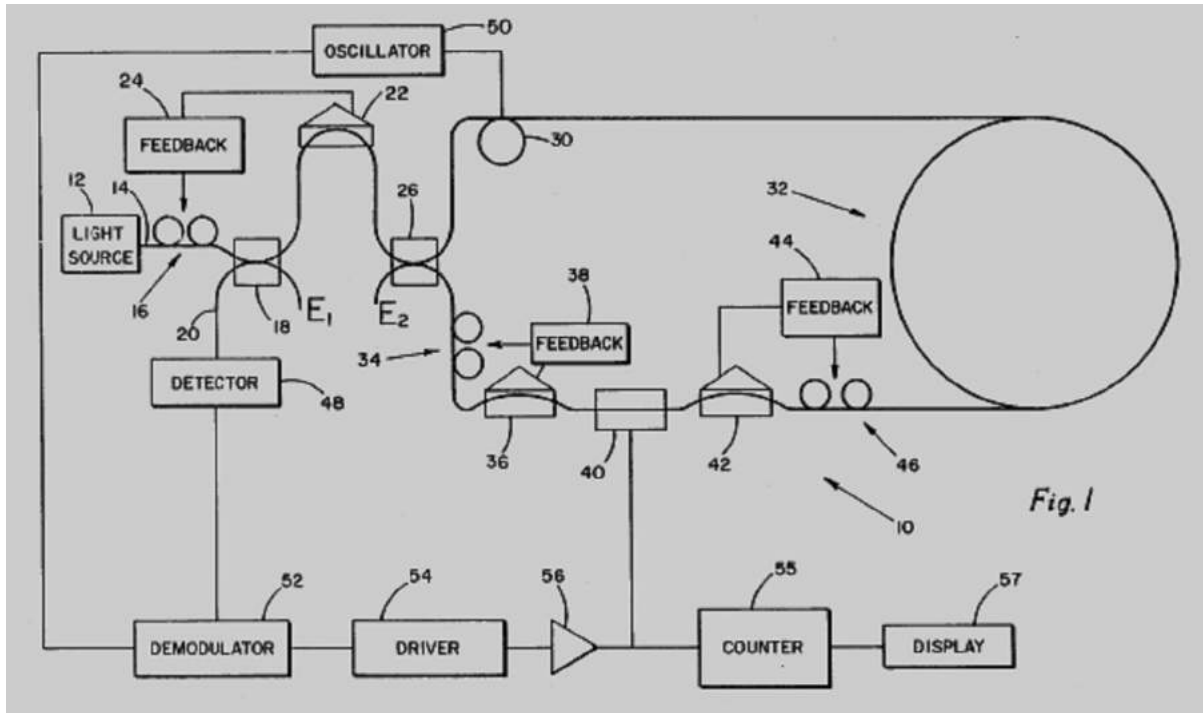 50
OSCILLATOR
24
22
FEEDBACK
30
12
14
26
32
LIGHT
SOURCE
44
16
E1
E2
38
FEEDBACK
20
18
34
FEEDBACK
DETECTOR
48
36
40
42
46
10
Fig. 1
52
54
56
55
57
DEMODULATOR
DRIVER
COUNTER
DISPLAY